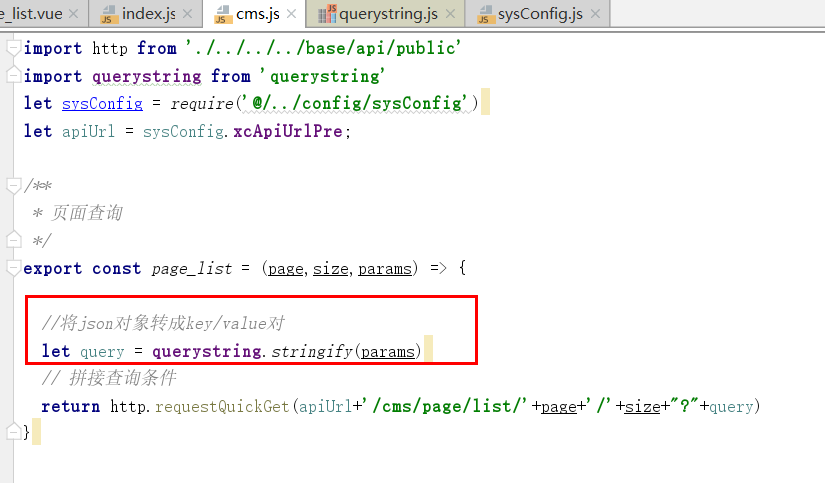 e_list.vue × index.js × cms.js × querystring.js × sysConfig.js ×
import http from './../../../base/api/public'
import querystring from 'querystring'
let sysConfig = require('@/../config/sysConfig')
let apiUrl = sysConfig.xcApiUrlPre;
/**
* 页面查询
*/
export const page_list = (page,size,params) => {
//将json对象转成key/value对
let query = querystring.stringify(params)
// 拼接查询条件
return http.requestQuickGet(apiUrl+'/cms/page/list/'+page+'/'+size+"?"+query)
}